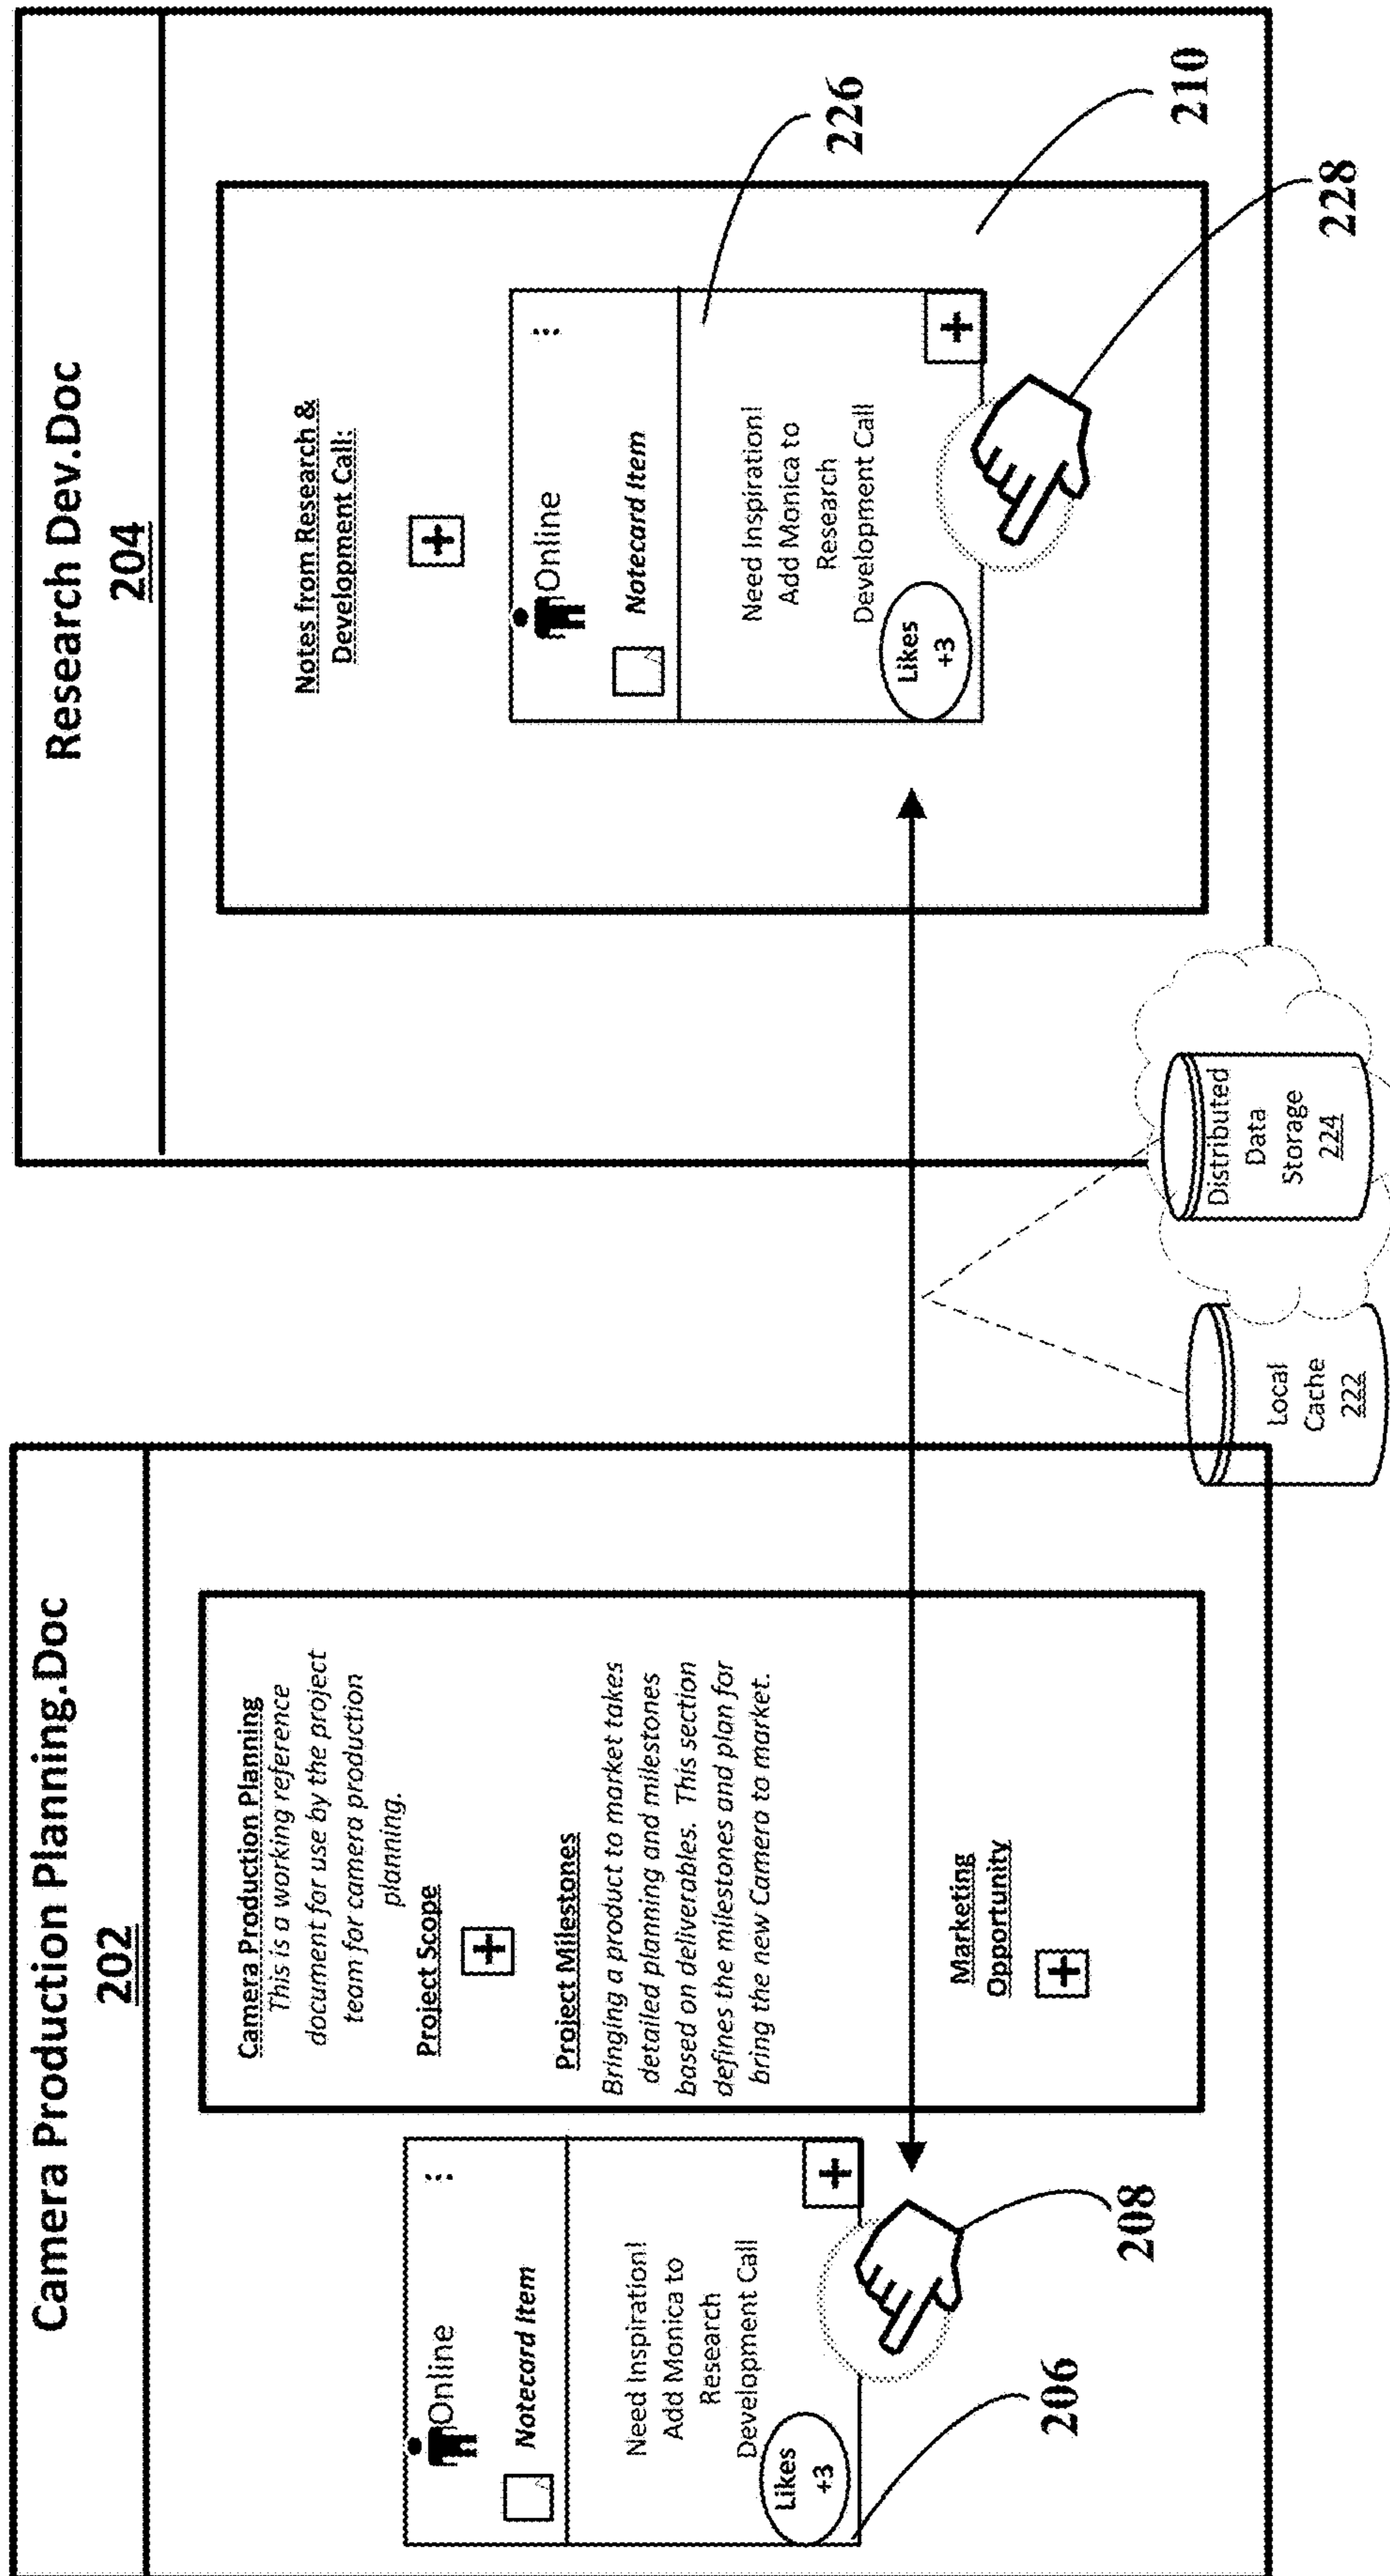 Camera Production Planning.Doc
202
Online
⋮
Notecard Item
Need Inspiration!
Add Monica to
Research
Development Call
Likes
+3
+
206
208
Camera Production Planning
This is a working reference
document for use by the project
team for camera production
planning.
Project Scope
+
Project Milestones
Bringing a product to market takes
detailed planning and milestones
based on deliverables. This section
defines the milestones and plan for
bring the new Camera to market.
Marketing
Opportunity
+
Local
Cache
222
Distributed
Data
Storage
224
Research Dev.Doc
204
Notes from Research &
Development Call:
+
Online
⋮
Notecard Item
Need Inspiration!
Add Monica to
Research
Development Call
Likes
+3
+
226
210
228